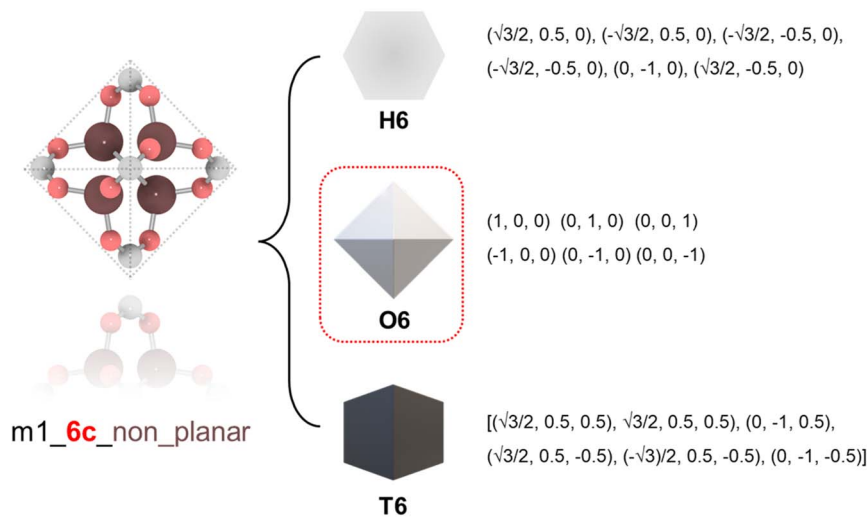 (√3/2, 0.5, 0), (-√3/2, 0.5, 0), (-√3/2, -0.5, 0),
(-√3/2, -0.5, 0), (0, -1, 0), (√3/2, -0.5, 0)
H6
(1, 0, 0) (0, 1, 0) (0, 0, 1)
(-1, 0, 0) (0, -1, 0) (0, 0, -1)
O6
m1_6c_non_planar
[(√3/2, 0.5, 0.5), √3/2, 0.5, 0.5), (0, -1, 0.5),
(√3/2, 0.5, -0.5), (-√3)/2, 0.5, -0.5), (0, -1, -0.5)]
T6